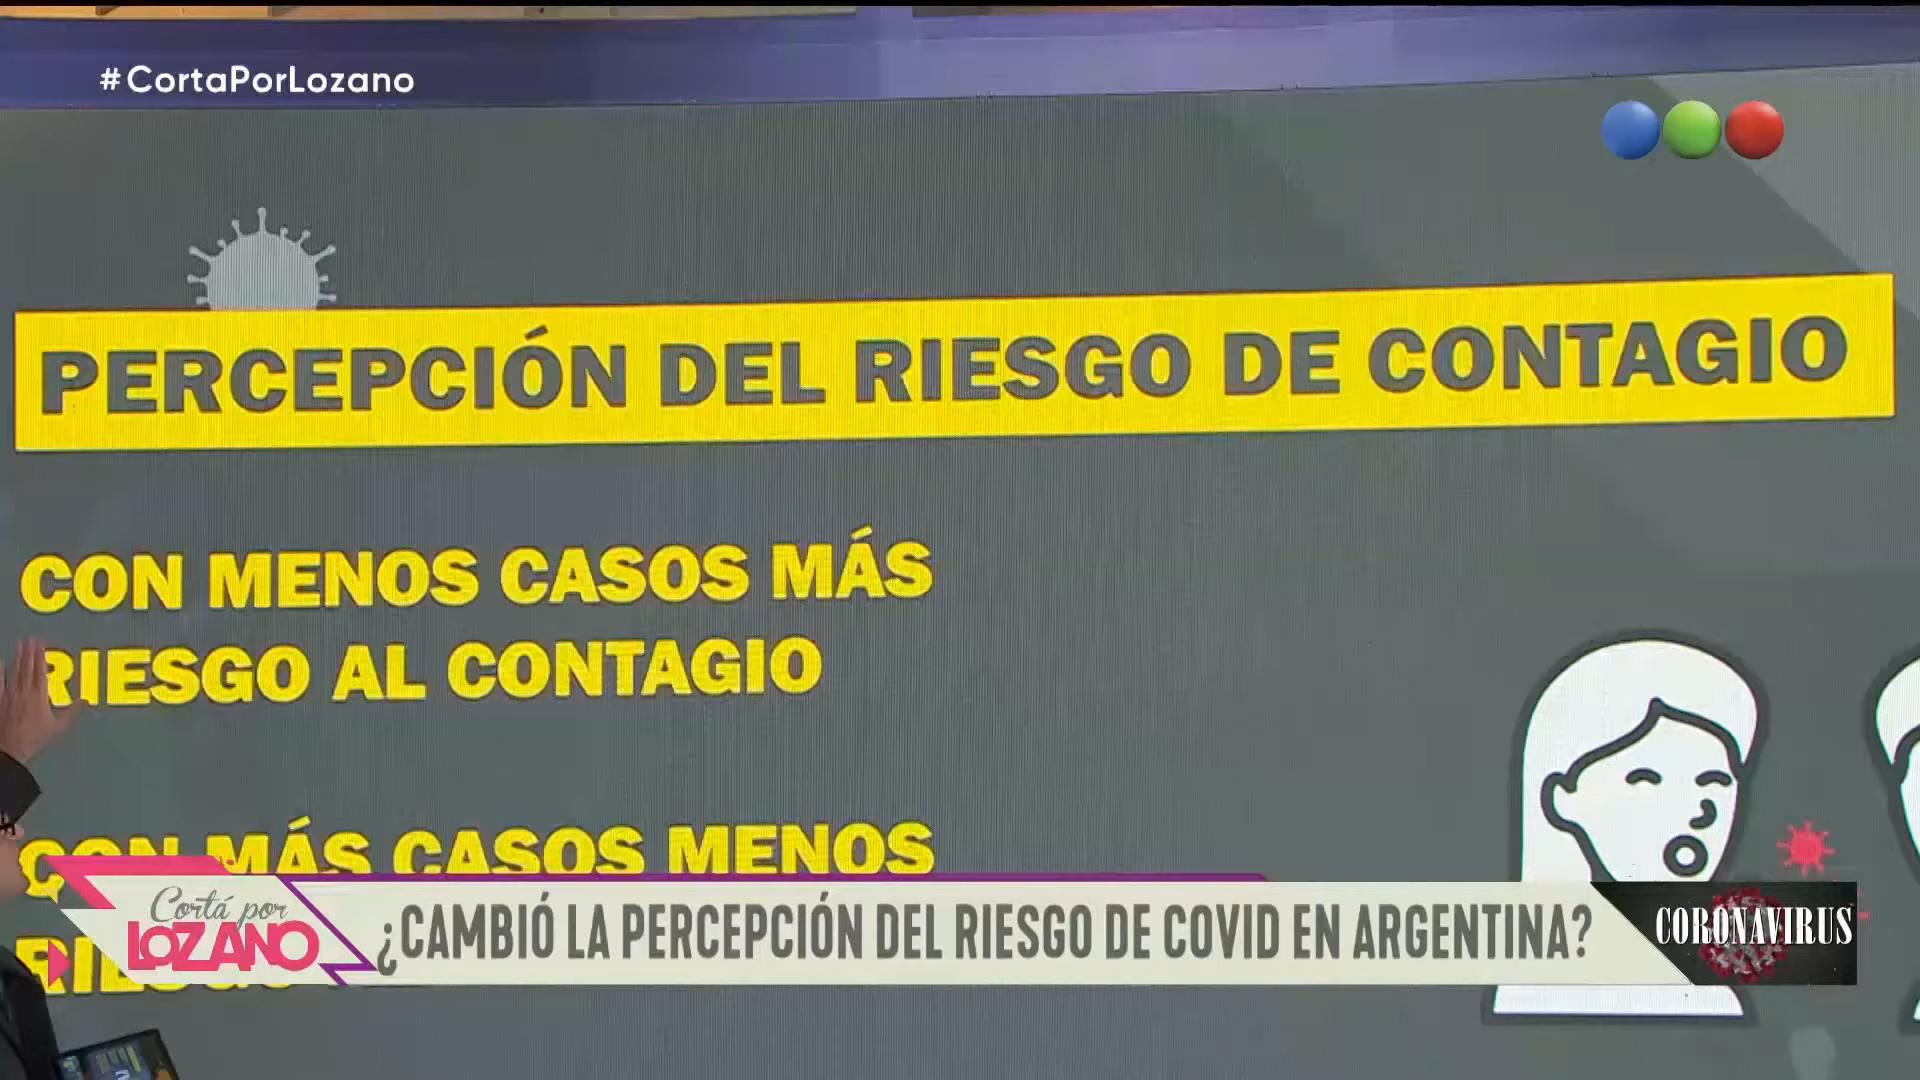 #CortaPorLozano
PERCEPCIÓN DEL RIESGO DE CONTAGIO
CON MENOS CASOS MÁS
RIESGO AL CONTAGIO
CON MÁS CASOS MENOS
Cortá por
LOZANO
¿CAMBIÓ LA PERCEPCIÓN DEL RIESGO DE COVID EN ARGENTINA?
CORONAVIRUS